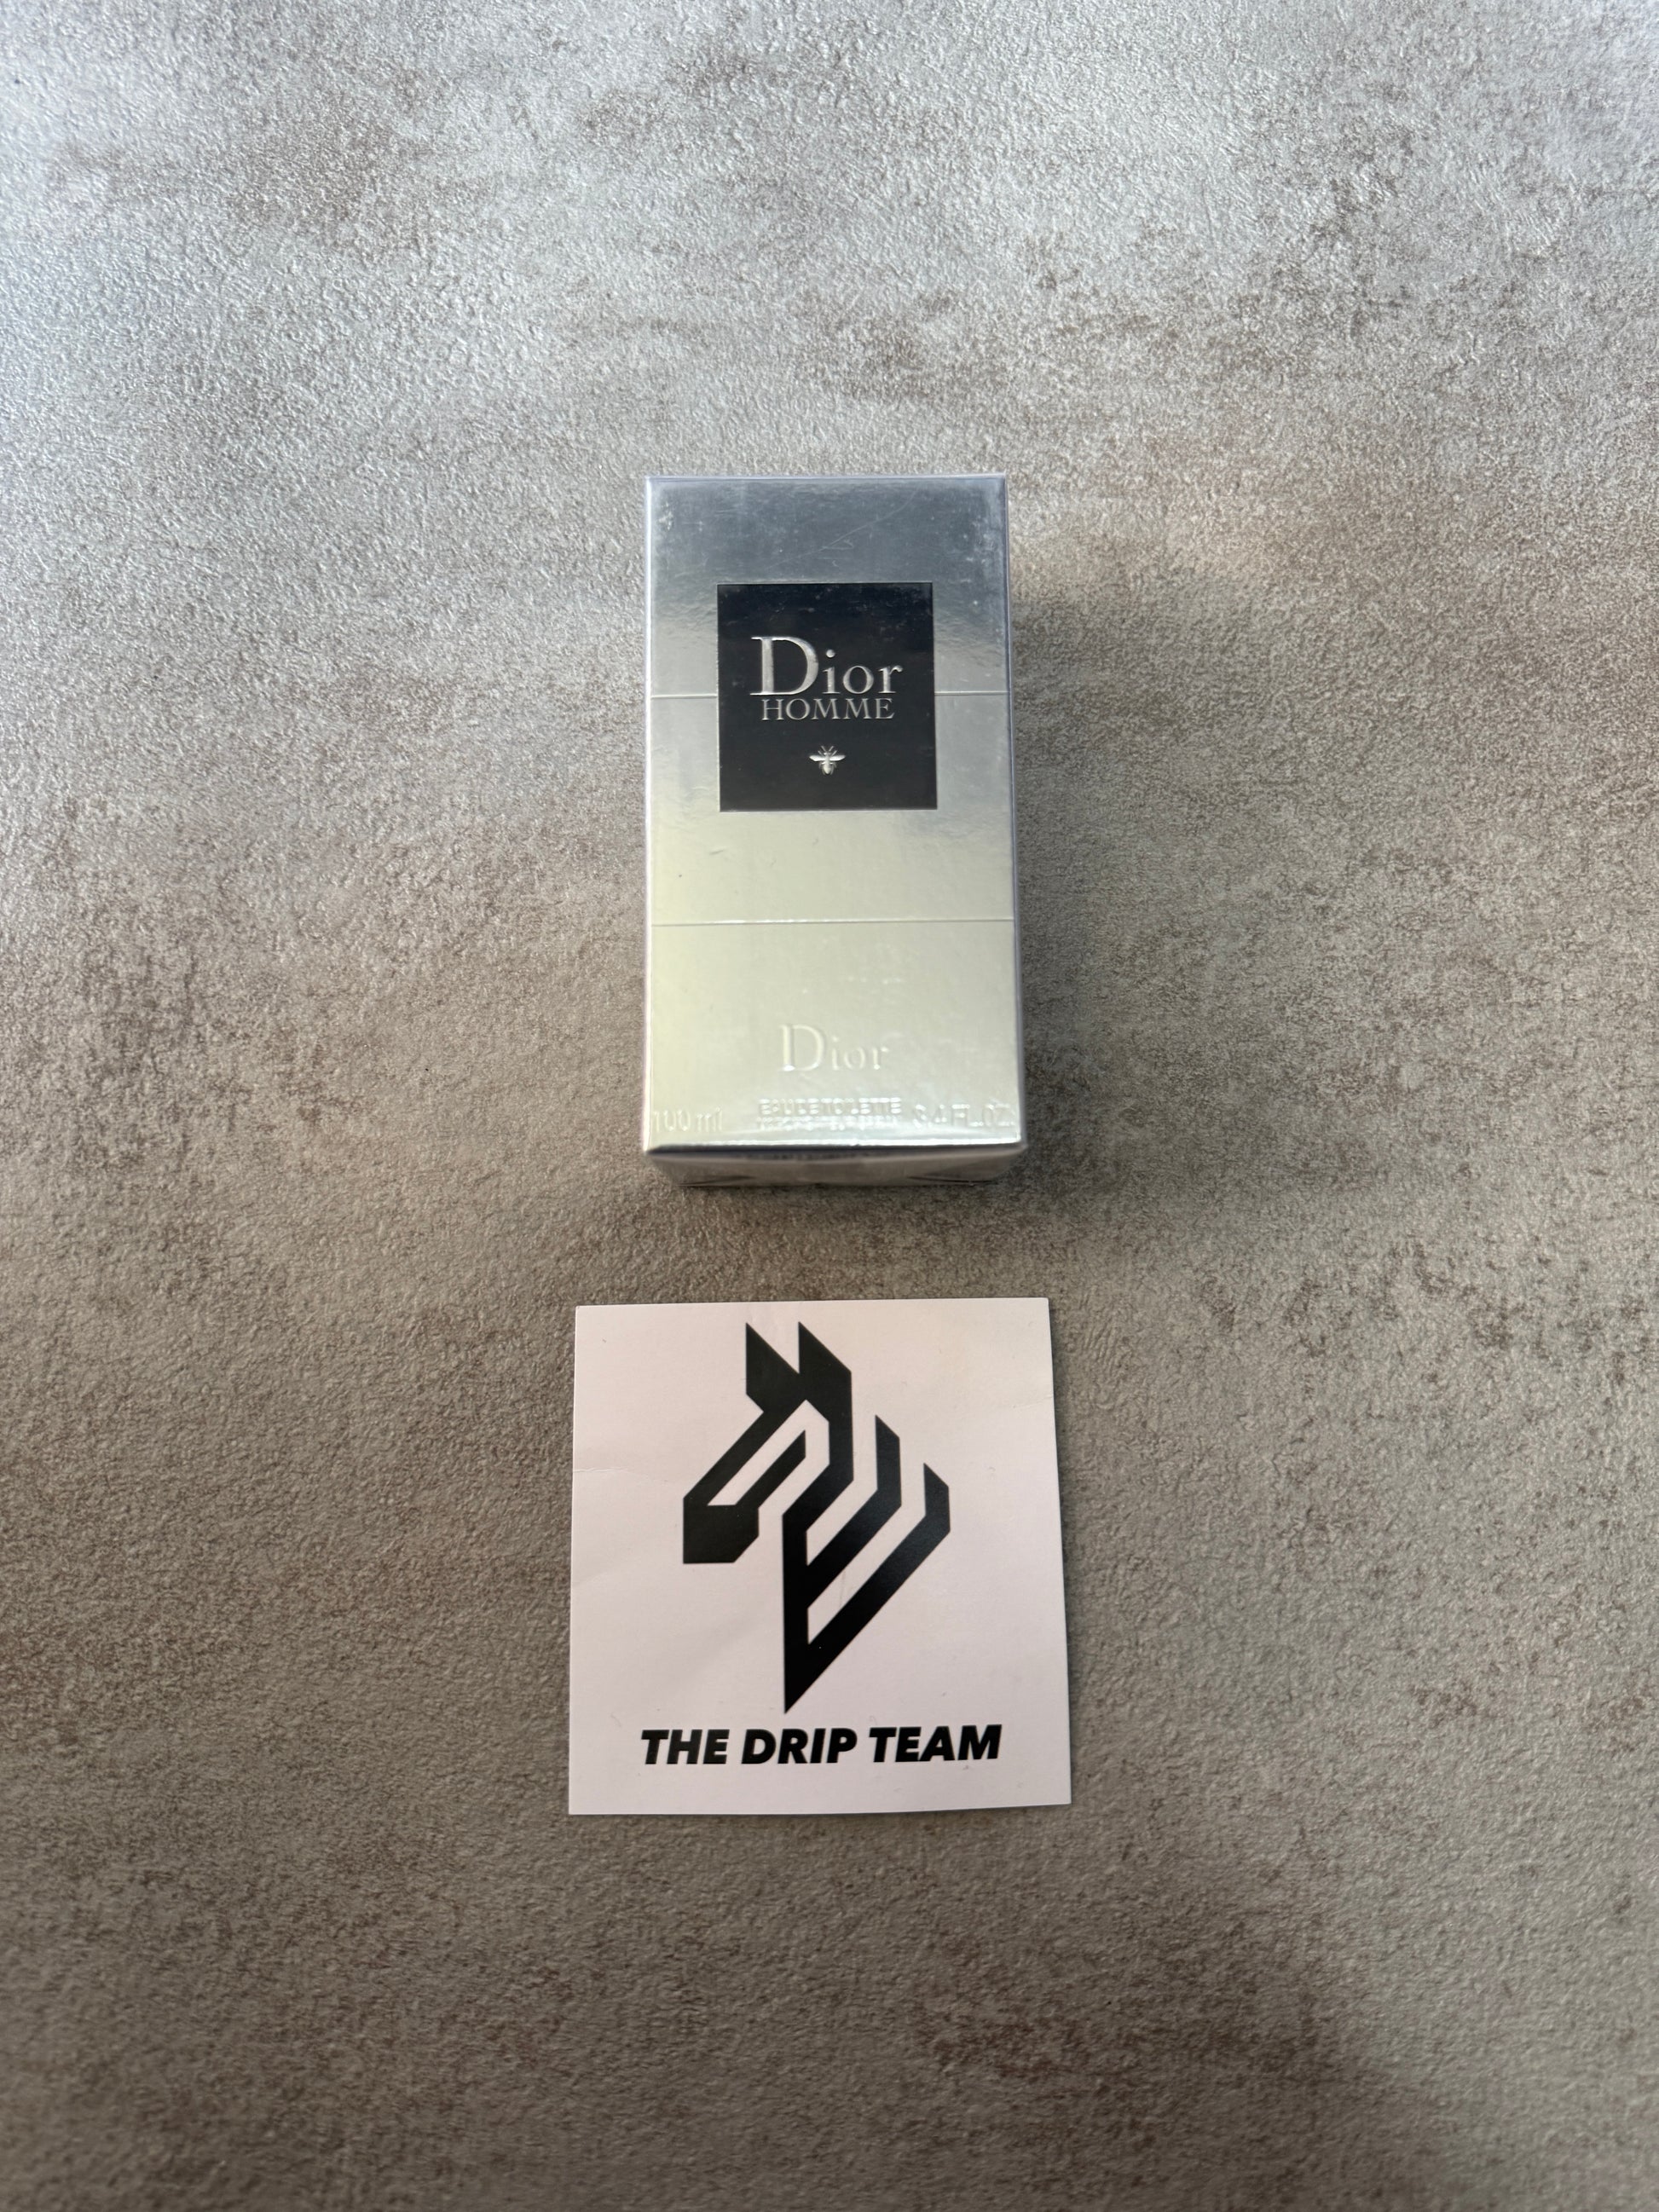 Dior
HOMME
Dior
100 ml EAU DE TOILETTE 3.4 FL.OZ.
THE DRIP TEAM